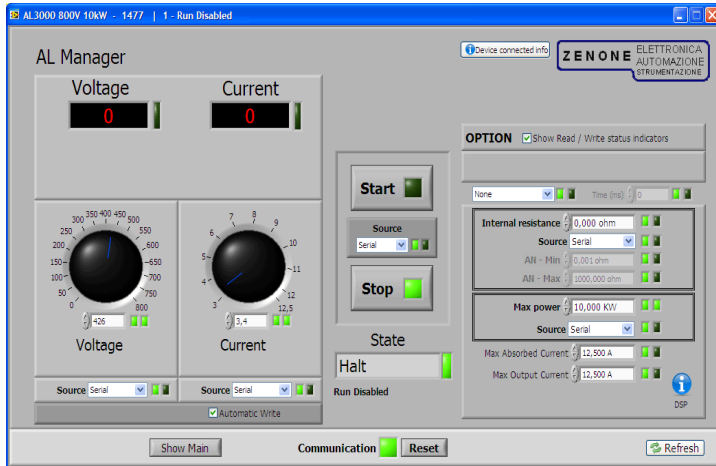 AL3000 800V 10kW - 1477 | 1 - Run Disabled
AL Manager
Device connected info
ZENONE ELETTRONICA
AUTOMAZIONE
STRUMENTAZIONE
Voltage
Current
0
0
OPTION Show Read / Write status indicators
Start
Source
Serial
Stop
State
Halt
Run Disabled
None
Time (ms) 0
Internal resistance 0,000 ohm
Source Serial
AN - Min 0,001 ohm
AN - Max 1000,000 ohm
Max power 10,000 KW
Source Serial
Max Absorbed Current 12,500 A
Max Output Current 12,500 A
DSP
0 50 100 150 200 250 300 350 400 450 500 550 600 650 700 750 800
426
Voltage
3 4 5 6 7 8 9 10 11 12 12,5
3,4
Current
Source Serial
Source Serial
Automatic Write
Show Main
Communication
Reset
Refresh